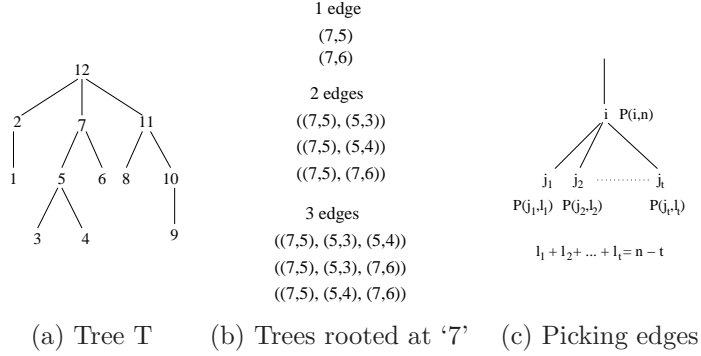 12
2 7 11
1 5 6 8 10
3 4 9
(a) Tree T
1 edge
(7,5)
(7,6)
2 edges
((7,5), (5,3))
((7,5), (5,4))
((7,5), (7,6))
3 edges
((7,5), (5,3), (5,4))
((7,5), (5,3), (7,6))
((7,5), (5,4), (7,6))
(b) Trees rooted at ‘7’
i P(i,n)
j₁ j₂ jₜ
P(j₁,l₁) P(j₂,l₂) P(jₜ,lₜ)
l₁ + l₂+ ... + lₜ= n − t
(c) Picking edges